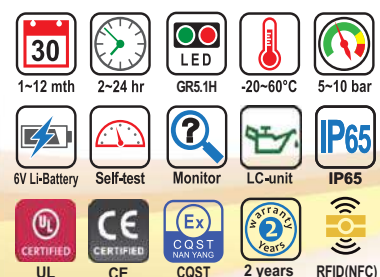 30
LED
1~12 mth
2~24 hr
GR5.1H
-20~60°C
5~10 bar
?
IP65
6V Li-Battery
Self-test
Monitor
LC-unit
IP65
UL
CERTIFIED
CE
CERTIFIED
Ex
CQST
NAN YANG
warranty
2
Years
UL
CE
CQST
2 years
RFID(NFC)